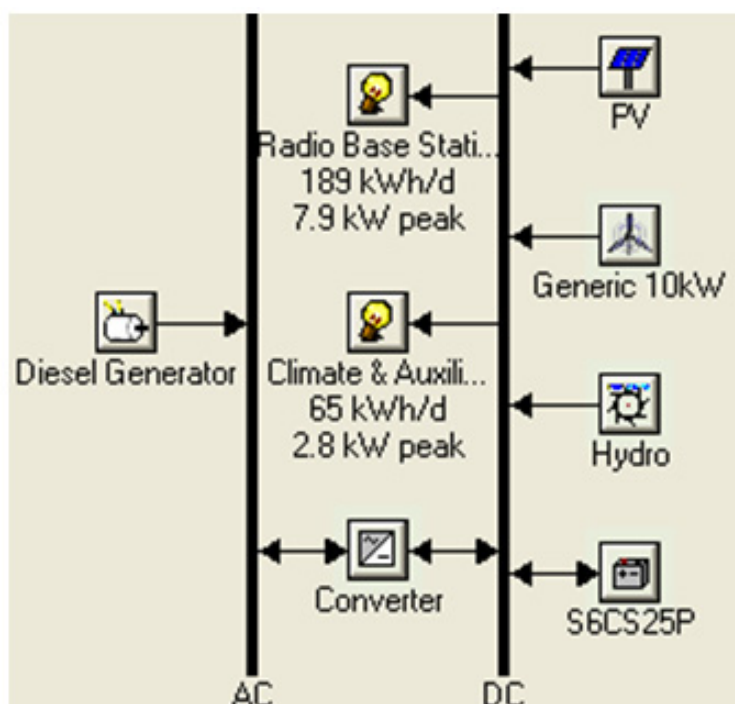 PV
Radio Base Stati...
189 kWh/d
7.9 kW peak
Generic 10kW
Diesel Generator
Climate & Auxili...
65 kWh/d
2.8 kW peak
Hydro
Converter
S6CS25P
AC
DC